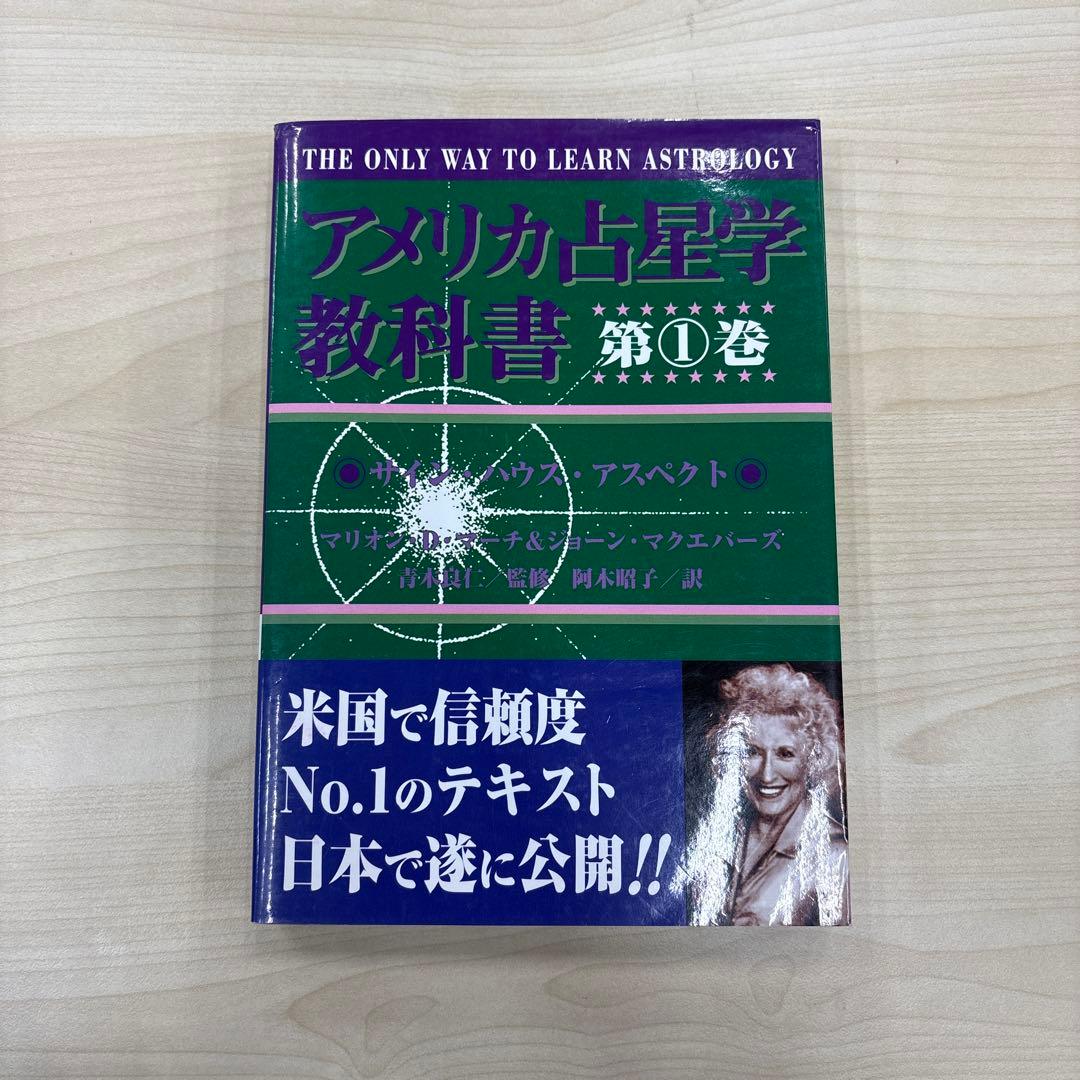 THE ONLY WAY TO LEARN ASTROLOGY
アメリカ占星学
教科書 第①巻
サイン・ハウス・アスペクト
マリオン・D・マーチ&ジョーン・マクエバーズ
青木良仁/監修 阿木昭子/訳
米国で信頼度
No.1のテキスト
日本で遂に公開!!